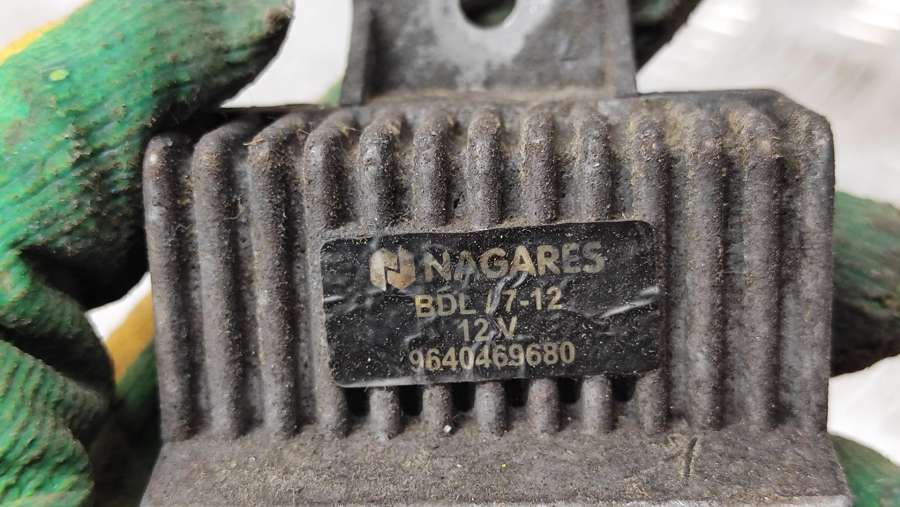 NAGARES
BDL / 7-12
12 V
9640469680